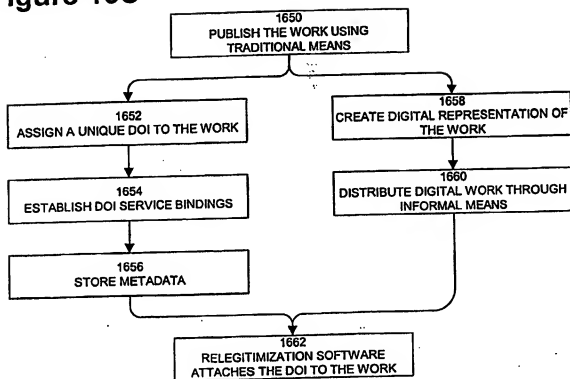 1650
PUBLISH THE WORK USING
TRADITIONAL MEANS
1652
ASSIGN A UNIQUE DOI TO THE WORK
1658
CREATE DIGITAL REPRESENTATION OF
THE WORK
1654
ESTABLISH DOI SERVICE BINDINGS
1660
DISTRIBUTE DIGITAL WORK THROUGH
INFORMAL MEANS
1656
STORE METADATA
1662
RELEGITIMIZATION SOFTWARE
ATTACHES THE DOI TO THE WORK